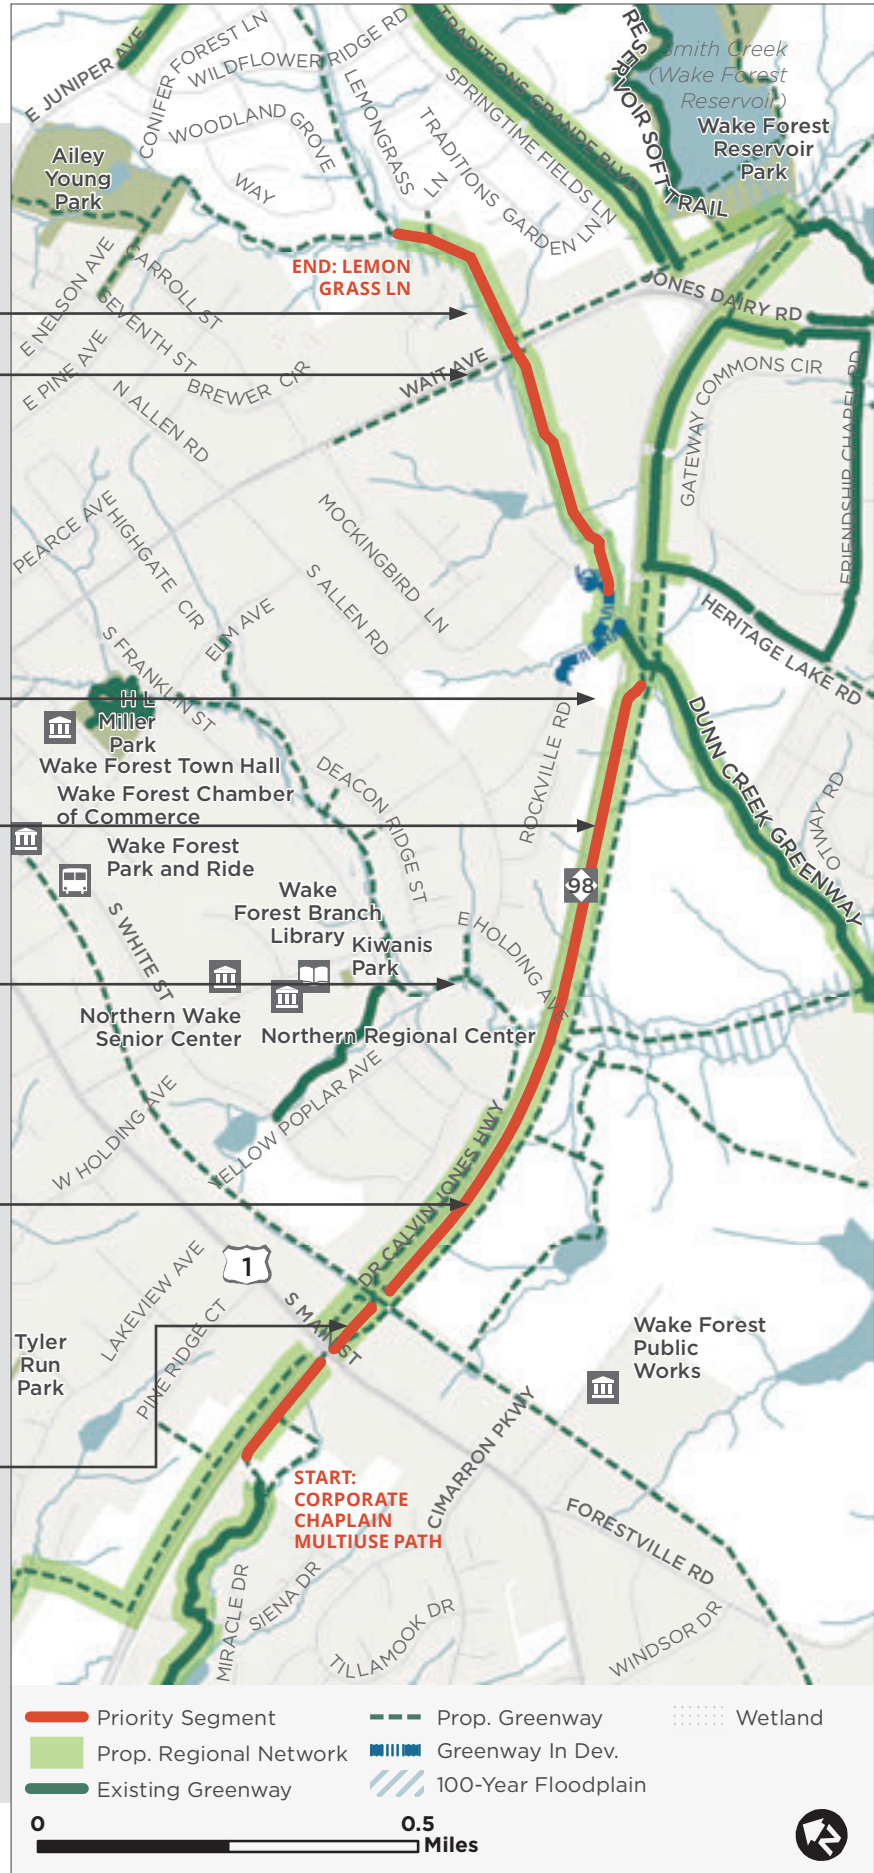 E JUNIPER AVE
CONIFER FOREST LN
WILDFLOWER RIDGE RD
WOODLAND GROVE
WAY
LEMONGRASS
LN
TRADITIONS GRANDE BLVD
SPRINGTIME FIELDS LN
TRADITIONS GARDEN LN
RESERVOIR SOFT TRAIL
Smith Creek
(Wake Forest
Reservoir)
Wake Forest
Reservoir
Park
Ailey
Young
Park
END: LEMON
GRASS LN
JONES DAIRY RD
E NELSON AVE
CARROLL ST
SEVENTH ST
E PINE AVE
BREWER CIR
N ALLEN RD
WAIT AVE
GATEWAY COMMONS CIR
FRIENDSHIP CHAPEL RD
PEARCE AVE
HIGHGATE CIR
MOCKINGBIRD LN
S ALLEN RD
ELM AVE
S FRANKLIN ST
HERITAGE LAKE RD
H L
Miller
Park
Wake Forest Town Hall
Wake Forest Chamber
of Commerce
Wake Forest
Park and Ride
DEACON RIDGE ST
ROCKVILLE RD
DUNN CREEK GREENWAY
OTWAY RD
98
Wake
Forest Branch
Library
Kiwanis
Park
E HOLDING AVE
S WHITE ST
Northern Wake
Senior Center
Northern Regional Center
YELLOW POPLAR AVE
W HOLDING AVE
DR CALVIN JONES HWY
1
LAKEVIEW AVE
S MAIN ST
PINE RIDGE CT
Tyler
Run
Park
Wake Forest
Public
Works
CIMARRON PKWY
START:
CORPORATE
CHAPLAIN
MULTIUSE PATH
FORESTVILLE RD
MIRACLE DR
SIENA DR
TILLAMOOK DR
WINDSOR DR
Priority Segment
Prop. Regional Network
Existing Greenway
Prop. Greenway
Greenway In Dev.
100-Year Floodplain
Wetland
0
0.5
Miles
N